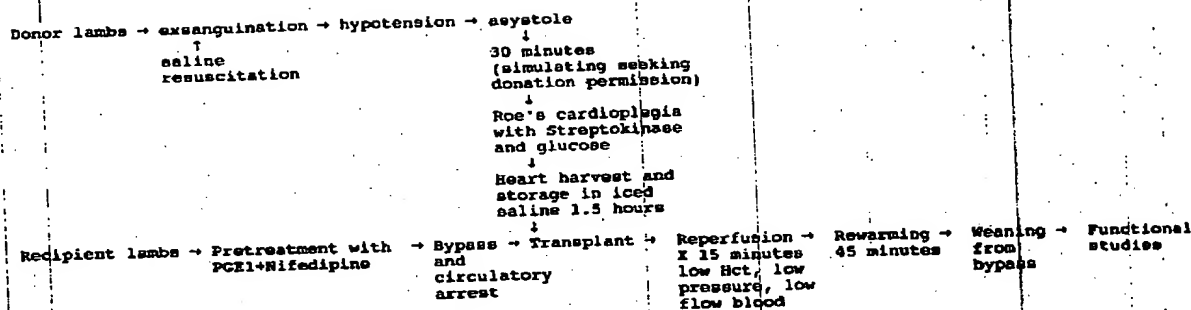 Donor lambs → exsanguination → hypotension → asystole
↑
saline
resuscitation
↓
30 minutes
(simulating seeking
donation permission)
↓
Roe's cardioplegia
with Streptokinase
and glucose
↓
Heart harvest and
storage in iced
saline 1.5 hours
↓
Recipient lambs → Pretreatment with → Bypass → Transplant → Reperfusion → Rewarming → Weaning → Functional
PGE1+Nifedipine and X 15 minutes 45 minutes from studies
circulatory low Hct, low bypass
arrest pressure, low
flow blood